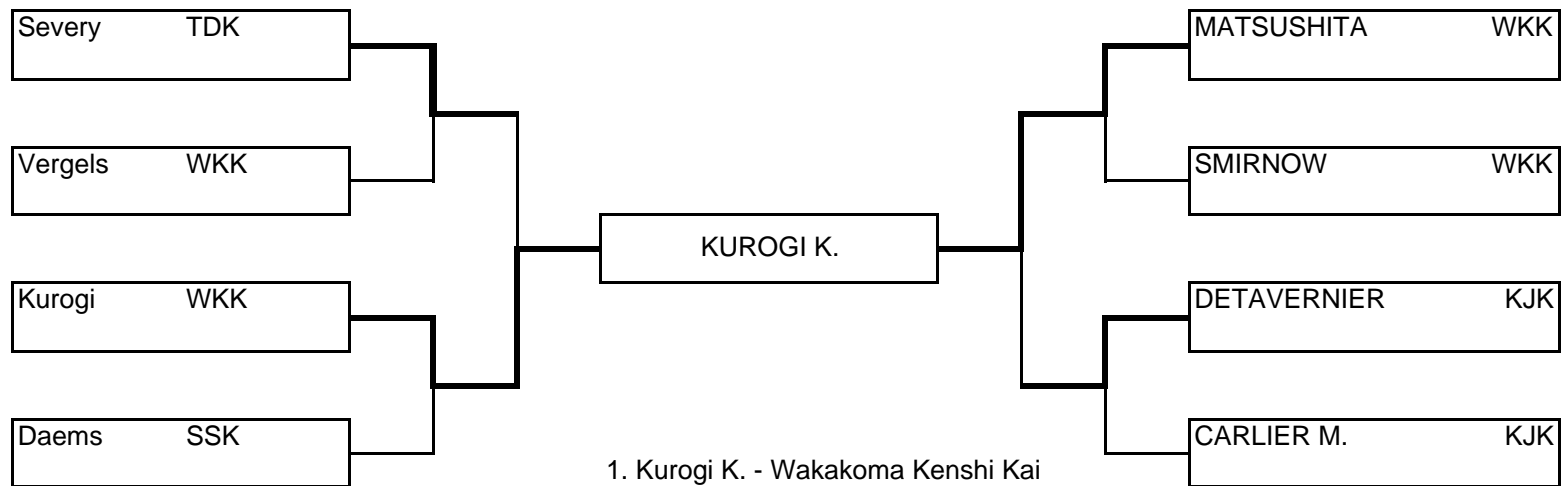 Severy TDK
Vergels WKK
Kurogi WKK
Daems SSK
KUROGI K.
MATSUSHITA WKK
SMIRNOW WKK
DETAVERNIER KJK
CARLIER M. KJK
1. Kurogi K. - Wakakoma Kenshi Kai